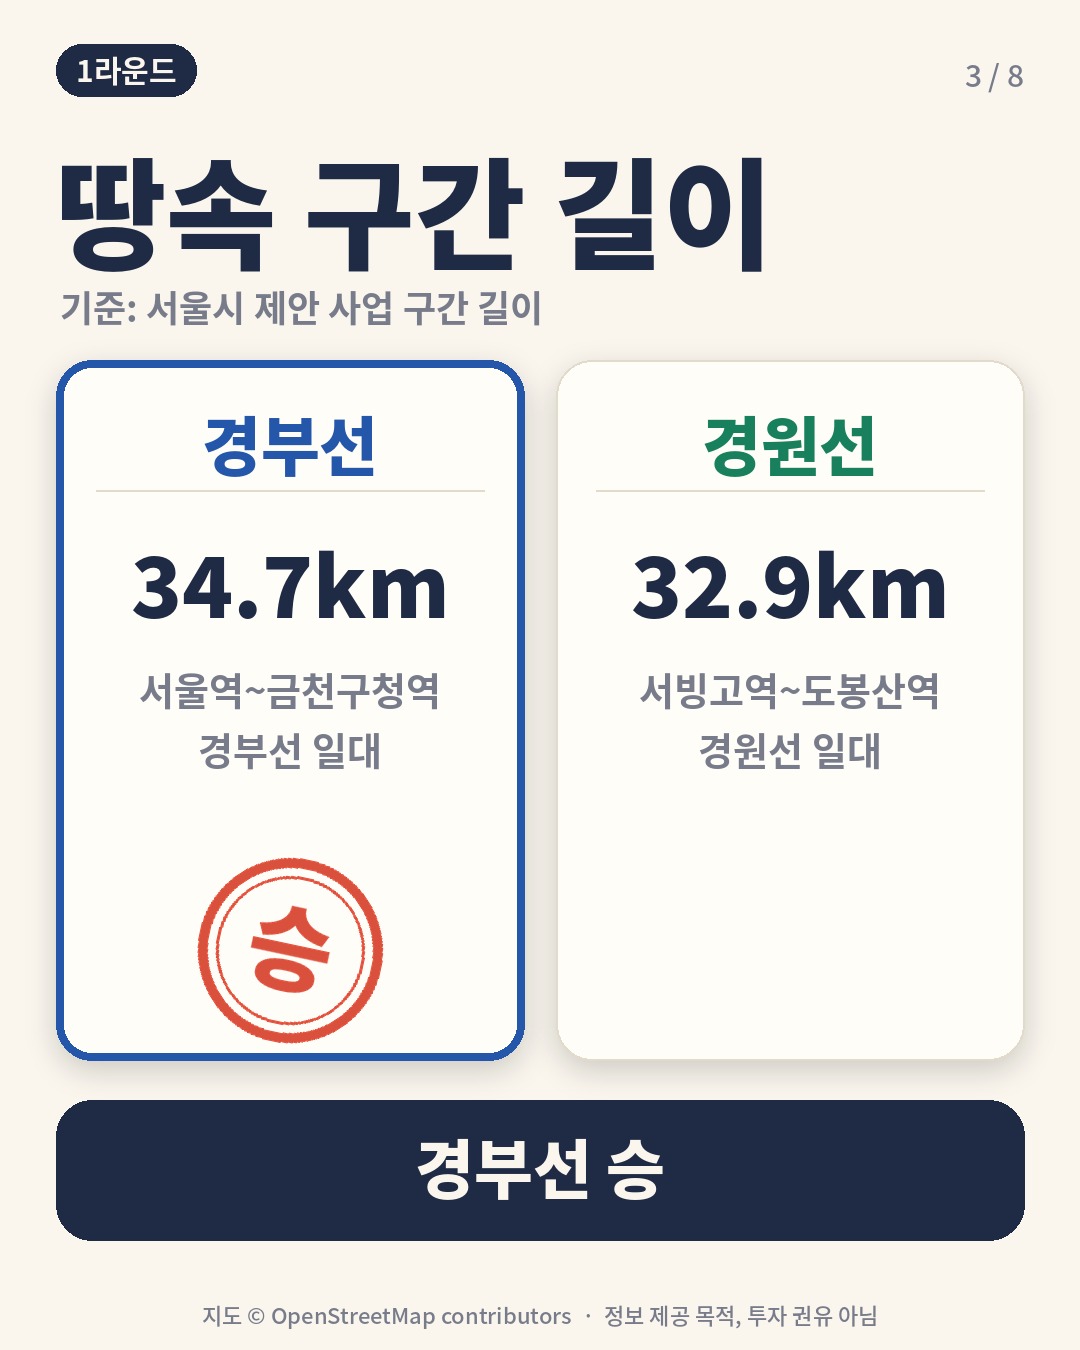 1라운드
3 / 8
땅속 구간 길이
기준: 서울시 제안 사업 구간 길이
경부선
34.7km
서울역~금천구청역
경부선 일대
승
경원선
32.9km
서빙고역~도봉산역
경원선 일대
경부선 승
지도 © OpenStreetMap contributors · 정보 제공 목적, 투자 권유 아님